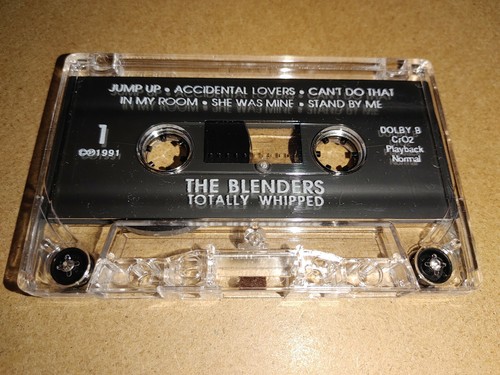 JUMP UP • ACCIDENTAL LOVERS • CAN'T DO THAT
IN MY ROOM • SHE WAS MINE • STAND BY ME
1
©℗1991
DOLBY B
CrO2
Playback
Normal
THE BLENDERS
TOTALLY WHIPPED